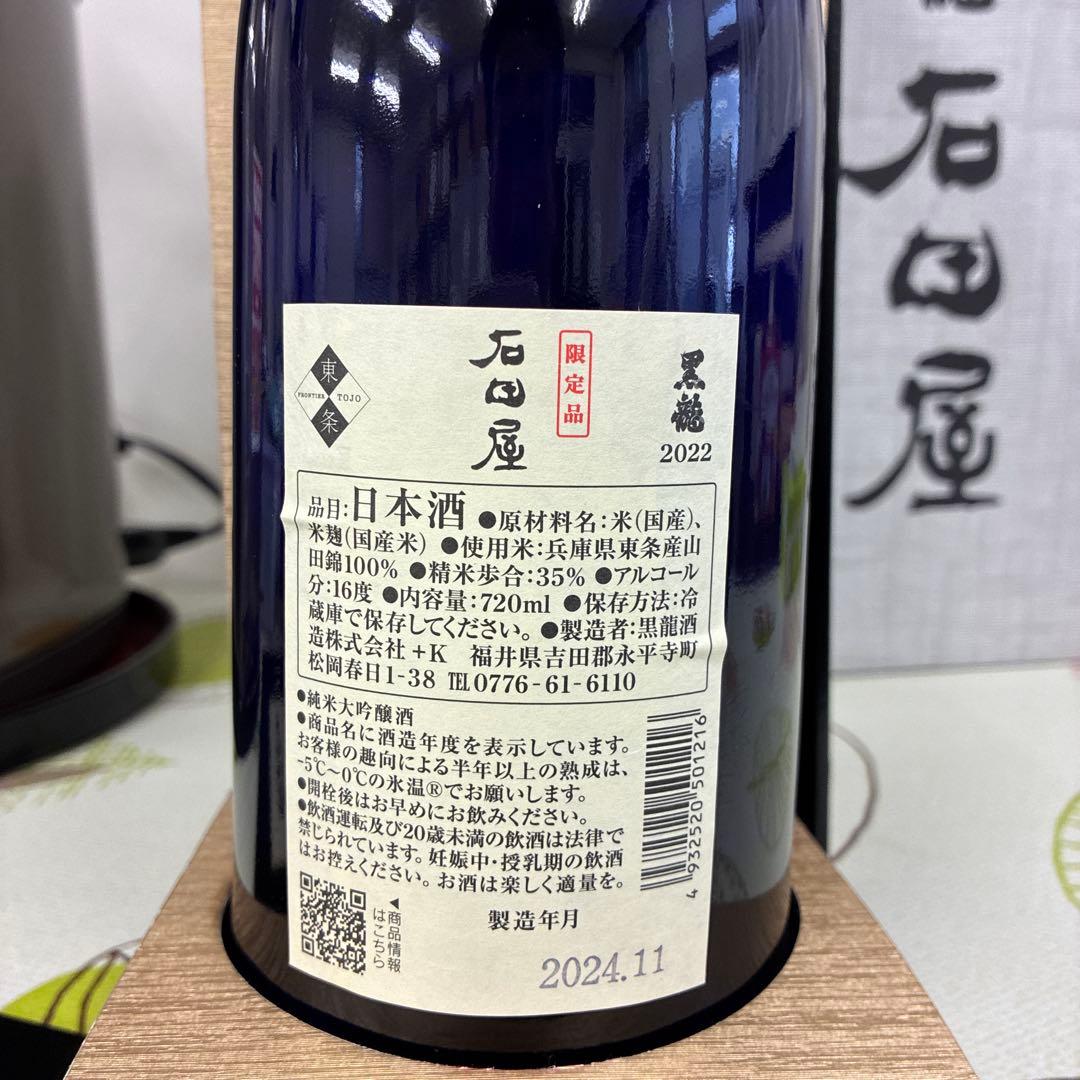 石田屋
東
FRONTIER TOJO
条
石田屋
限定品
黒龍
2022
品目:日本酒 ●原材料名:米(国産)、
米麹(国産米) ●使用米:兵庫県東条産山
田錦100% ●精米歩合:35% ●アルコール
分:16度 ●内容量:720ml ●保存方法:冷
蔵庫で保存してください。●製造者:黒龍酒
造株式会社+K 福井県吉田郡永平寺町
松岡春日1-38 TEL0776-61-6110
●純米大吟醸酒
●商品名に酒造年度を表示しています。
お客様の趣向による半年以上の熟成は、
-5℃～0℃の氷温®でお願いします。
●開栓後はお早めにお飲みください。
●飲酒運転及び20歳未満の飲酒は法律で
禁じられています。妊娠中・授乳期の飲酒
はお控えください。お酒は楽しく適量を。
◀商品情報
はこちら
製造年月
2024.11
4932520501216